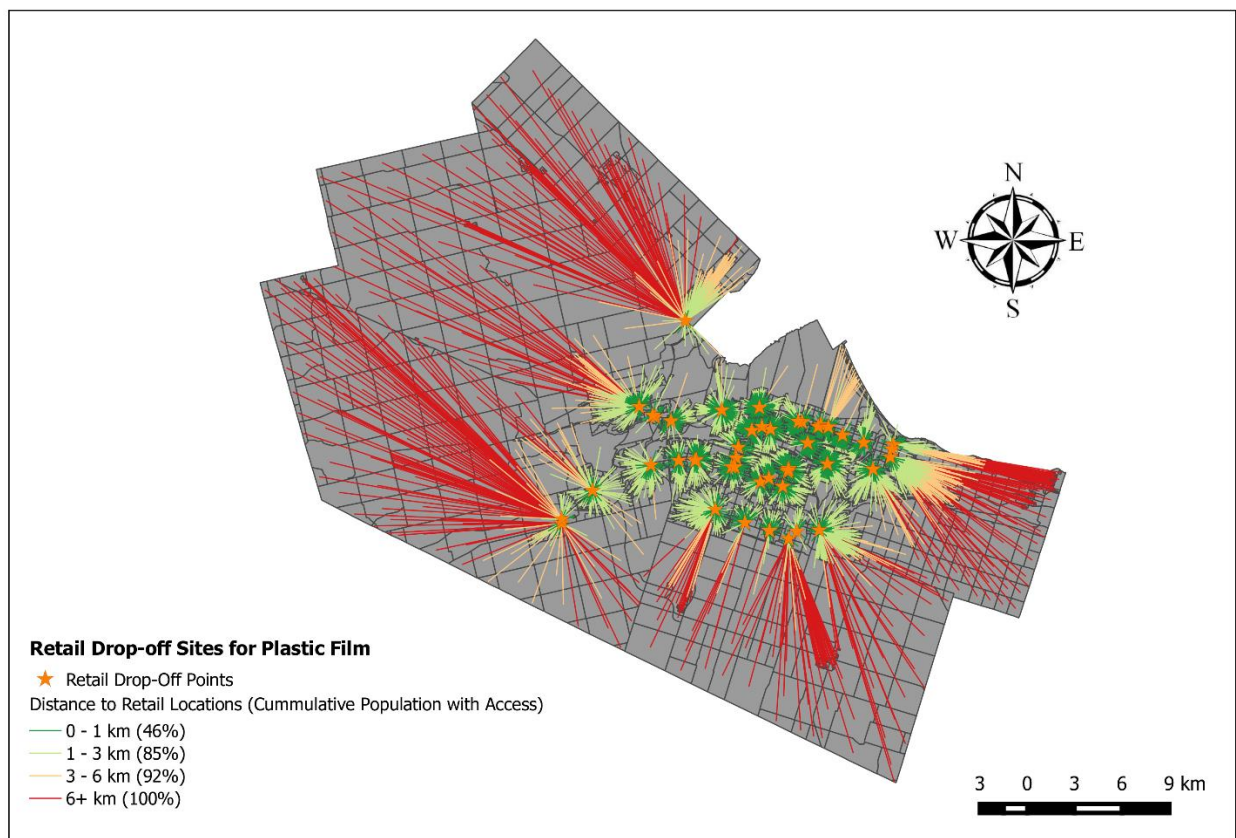 N
W E
S
Retail Drop-off Sites for Plastic Film
Retail Drop-Off Points
Distance to Retail Locations (Cummulative Population with Access)
0 - 1 km (46%)
1 - 3 km (85%)
3 - 6 km (92%)
6+ km (100%)
3 0 3 6 9 km